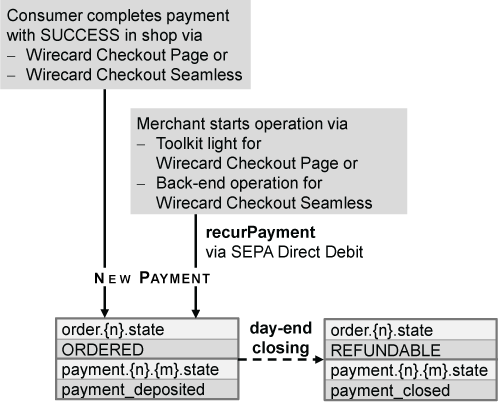 Consumer completes payment
with SUCCESS in shop via
– Wirecard Checkout Page or
– Wirecard Checkout Seamless
Merchant starts operation via
– Toolkit light for
Wirecard Checkout Page or
– Back-end operation for
Wirecard Checkout Seamless
recurPayment
via SEPA Direct Debit
NEW PAYMENT
order.{n}.state
ORDERED
payment.{n}.{m}.state
payment_deposited
day-end
closing
order.{n}.state
REFUNDABLE
payment.{n}.{m}.state
payment_closed